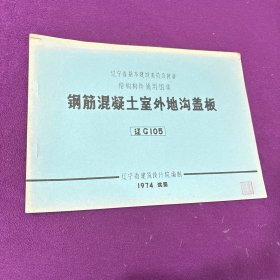 辽宁省基本建设委员会批准
结构构件通用图集
钢筋混凝土室外地沟盖板
辽G105
辽宁省建筑设计院编制
1974 沈阳